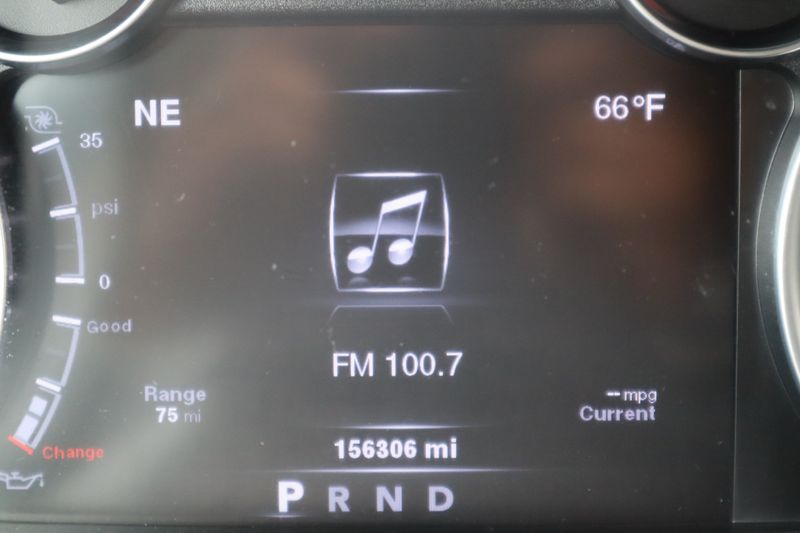 NE
66°F
35
psi
0
Good
FM 100.7
Range
75 mi
-- mpg
Current
Change
156306 mi
P R N D